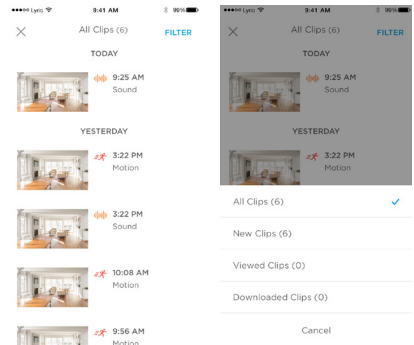 Lyric 9:41 AM 99%
All Clips (6) FILTER
TODAY
9:25 AM
Sound
YESTERDAY
3:22 PM
Motion
3:22 PM
Sound
10:08 AM
Motion
9:56 AM
Motion
Lyric 9:41 AM 99%
All Clips (6) FILTER
TODAY
9:25 AM
Sound
YESTERDAY
3:22 PM
Motion
All Clips (6)
New Clips (6)
Viewed Clips (0)
Downloaded Clips (0)
Cancel